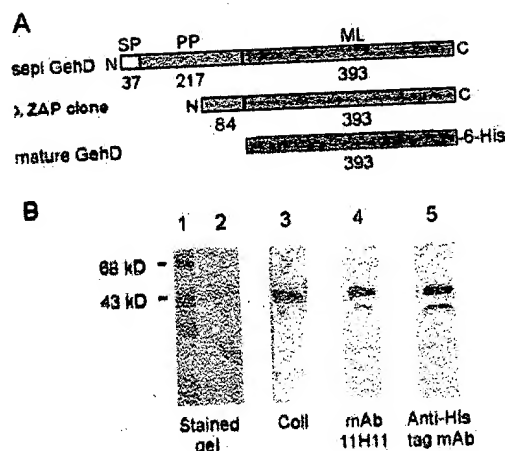 A
SP PP ML
sepi GehD N C
37 217 393
λ ZAP clone N C
84 393
mature GehD -6-His
393
B 1 2 3 4 5
68 kD -
43 kD -
Stained gel Coll mAb 11H11 Anti-His tag mAb